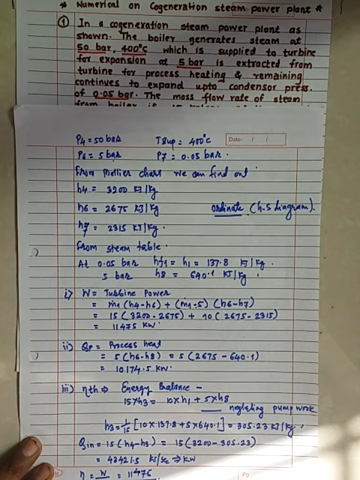 * Numerical on Cogeneration steam power plant *
① In a cogeneration steam power plant as
shown. The boiler generates steam at
50 bar, 400°C which is supplied to turbine
for expansion at 5 bar is extracted from
turbine for process heating & remaining
continues to expand upto condensor press.
of 0.05 bar. The mass flow rate of steam
from boiler is 15
P4 = 50 bar TSup = 400°c Date: / /
P6 = 5 bar P7 = 0.05 bar.
From Mollier chart we can find out
h4 = 3200 KJ/Kg
h6 = 2675 KJ/Kg ordinate (h-s diagram).
h7 = 2315 KJ/Kg.
From steam table.
At 0.05 bar hf1 = h1 = 137.8 KJ/Kg
5 bar h8 = 640.1 KJ/Kg.
i) W = Turbine Power
= m4 (h4-h6) + (m4-5) (h6-h7)
= 15 (3200-2675) + 10 (2675-2315)
= 11475 KW.
ii) Qp = Process heat
= 5 (h6-h8) = 5 (2675-640.1)
= 10,174.5 KW.
iii) ηth ⇒ Energy Balance -
15×h3 = 10×h1 + 5×h8
neglating pump work
h3 = 1/15 [10×137.8 + 5×640.1] = 305.23 KJ/Kg
Qin = 15 (h4-h3) = 15 (3200-305.23)
= 43421.5 KJ/sec ⇒ KW
η = W = 11475